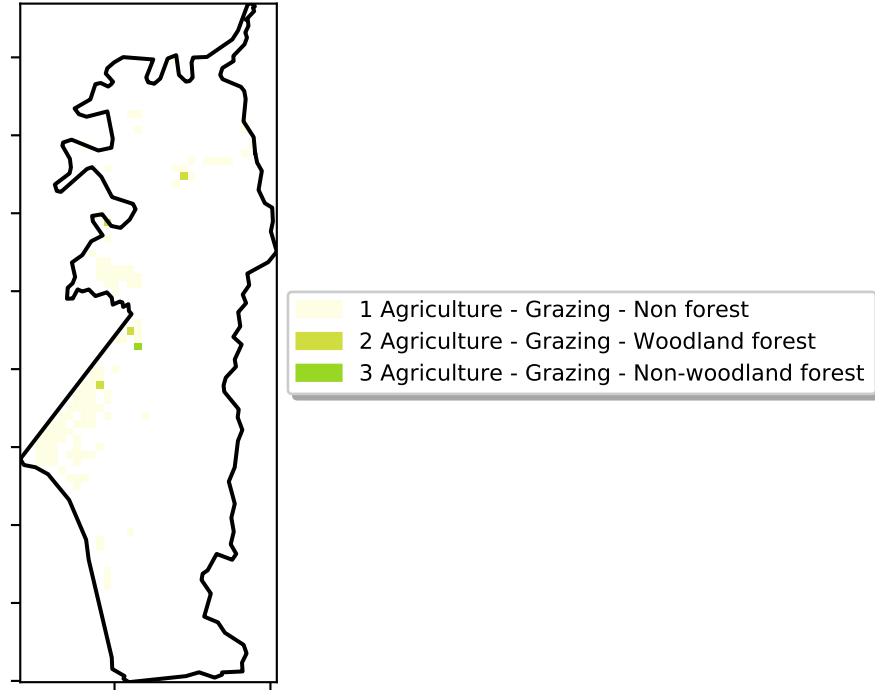 1 Agriculture - Grazing - Non forest
2 Agriculture - Grazing - Woodland forest
3 Agriculture - Grazing - Non-woodland forest